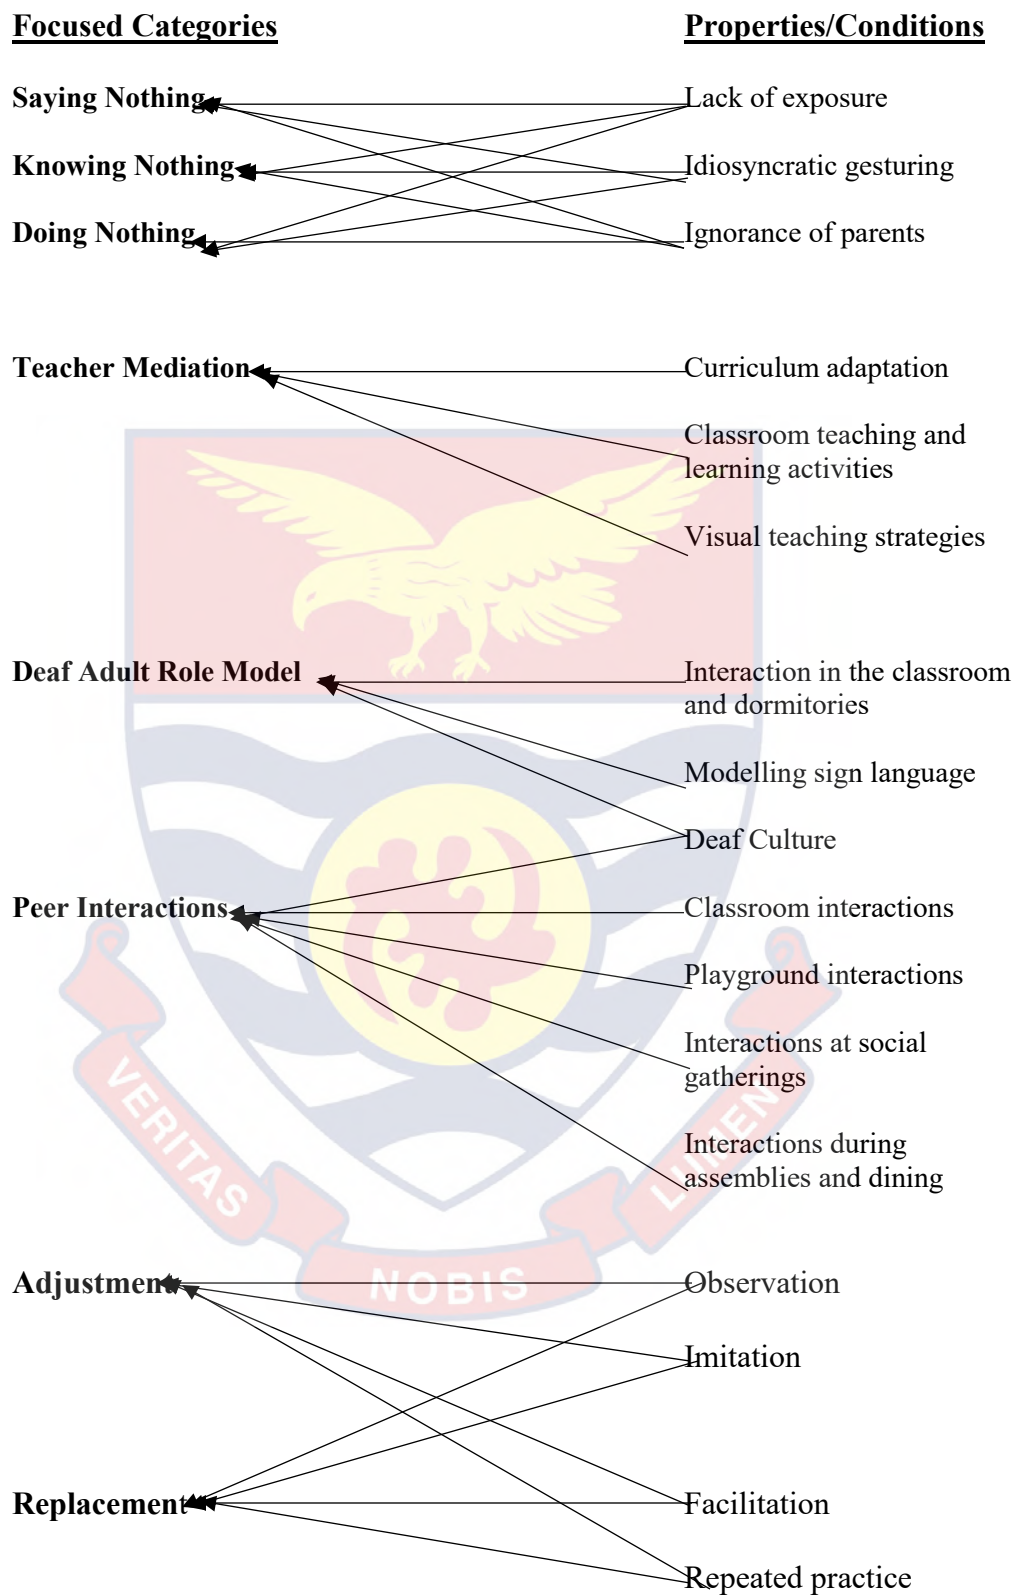 Focused Categories Properties/Conditions
Saying Nothing Lack of exposure
Knowing Nothing Idiosyncratic gesturing
Doing Nothing Ignorance of parents
Teacher Mediation Curriculum adaptation
Classroom teaching and
learning activities
Visual teaching strategies
Deaf Adult Role Model Interaction in the classroom
and dormitories
Modelling sign language
Deaf Culture
Peer Interactions Classroom interactions
Playground interactions
Interactions at social
gatherings
Interactions during
assemblies and dining
VERITAS
NOBIS
LUMEN
Adjustment Observation
Imitation
Replacement Facilitation
Repeated practice